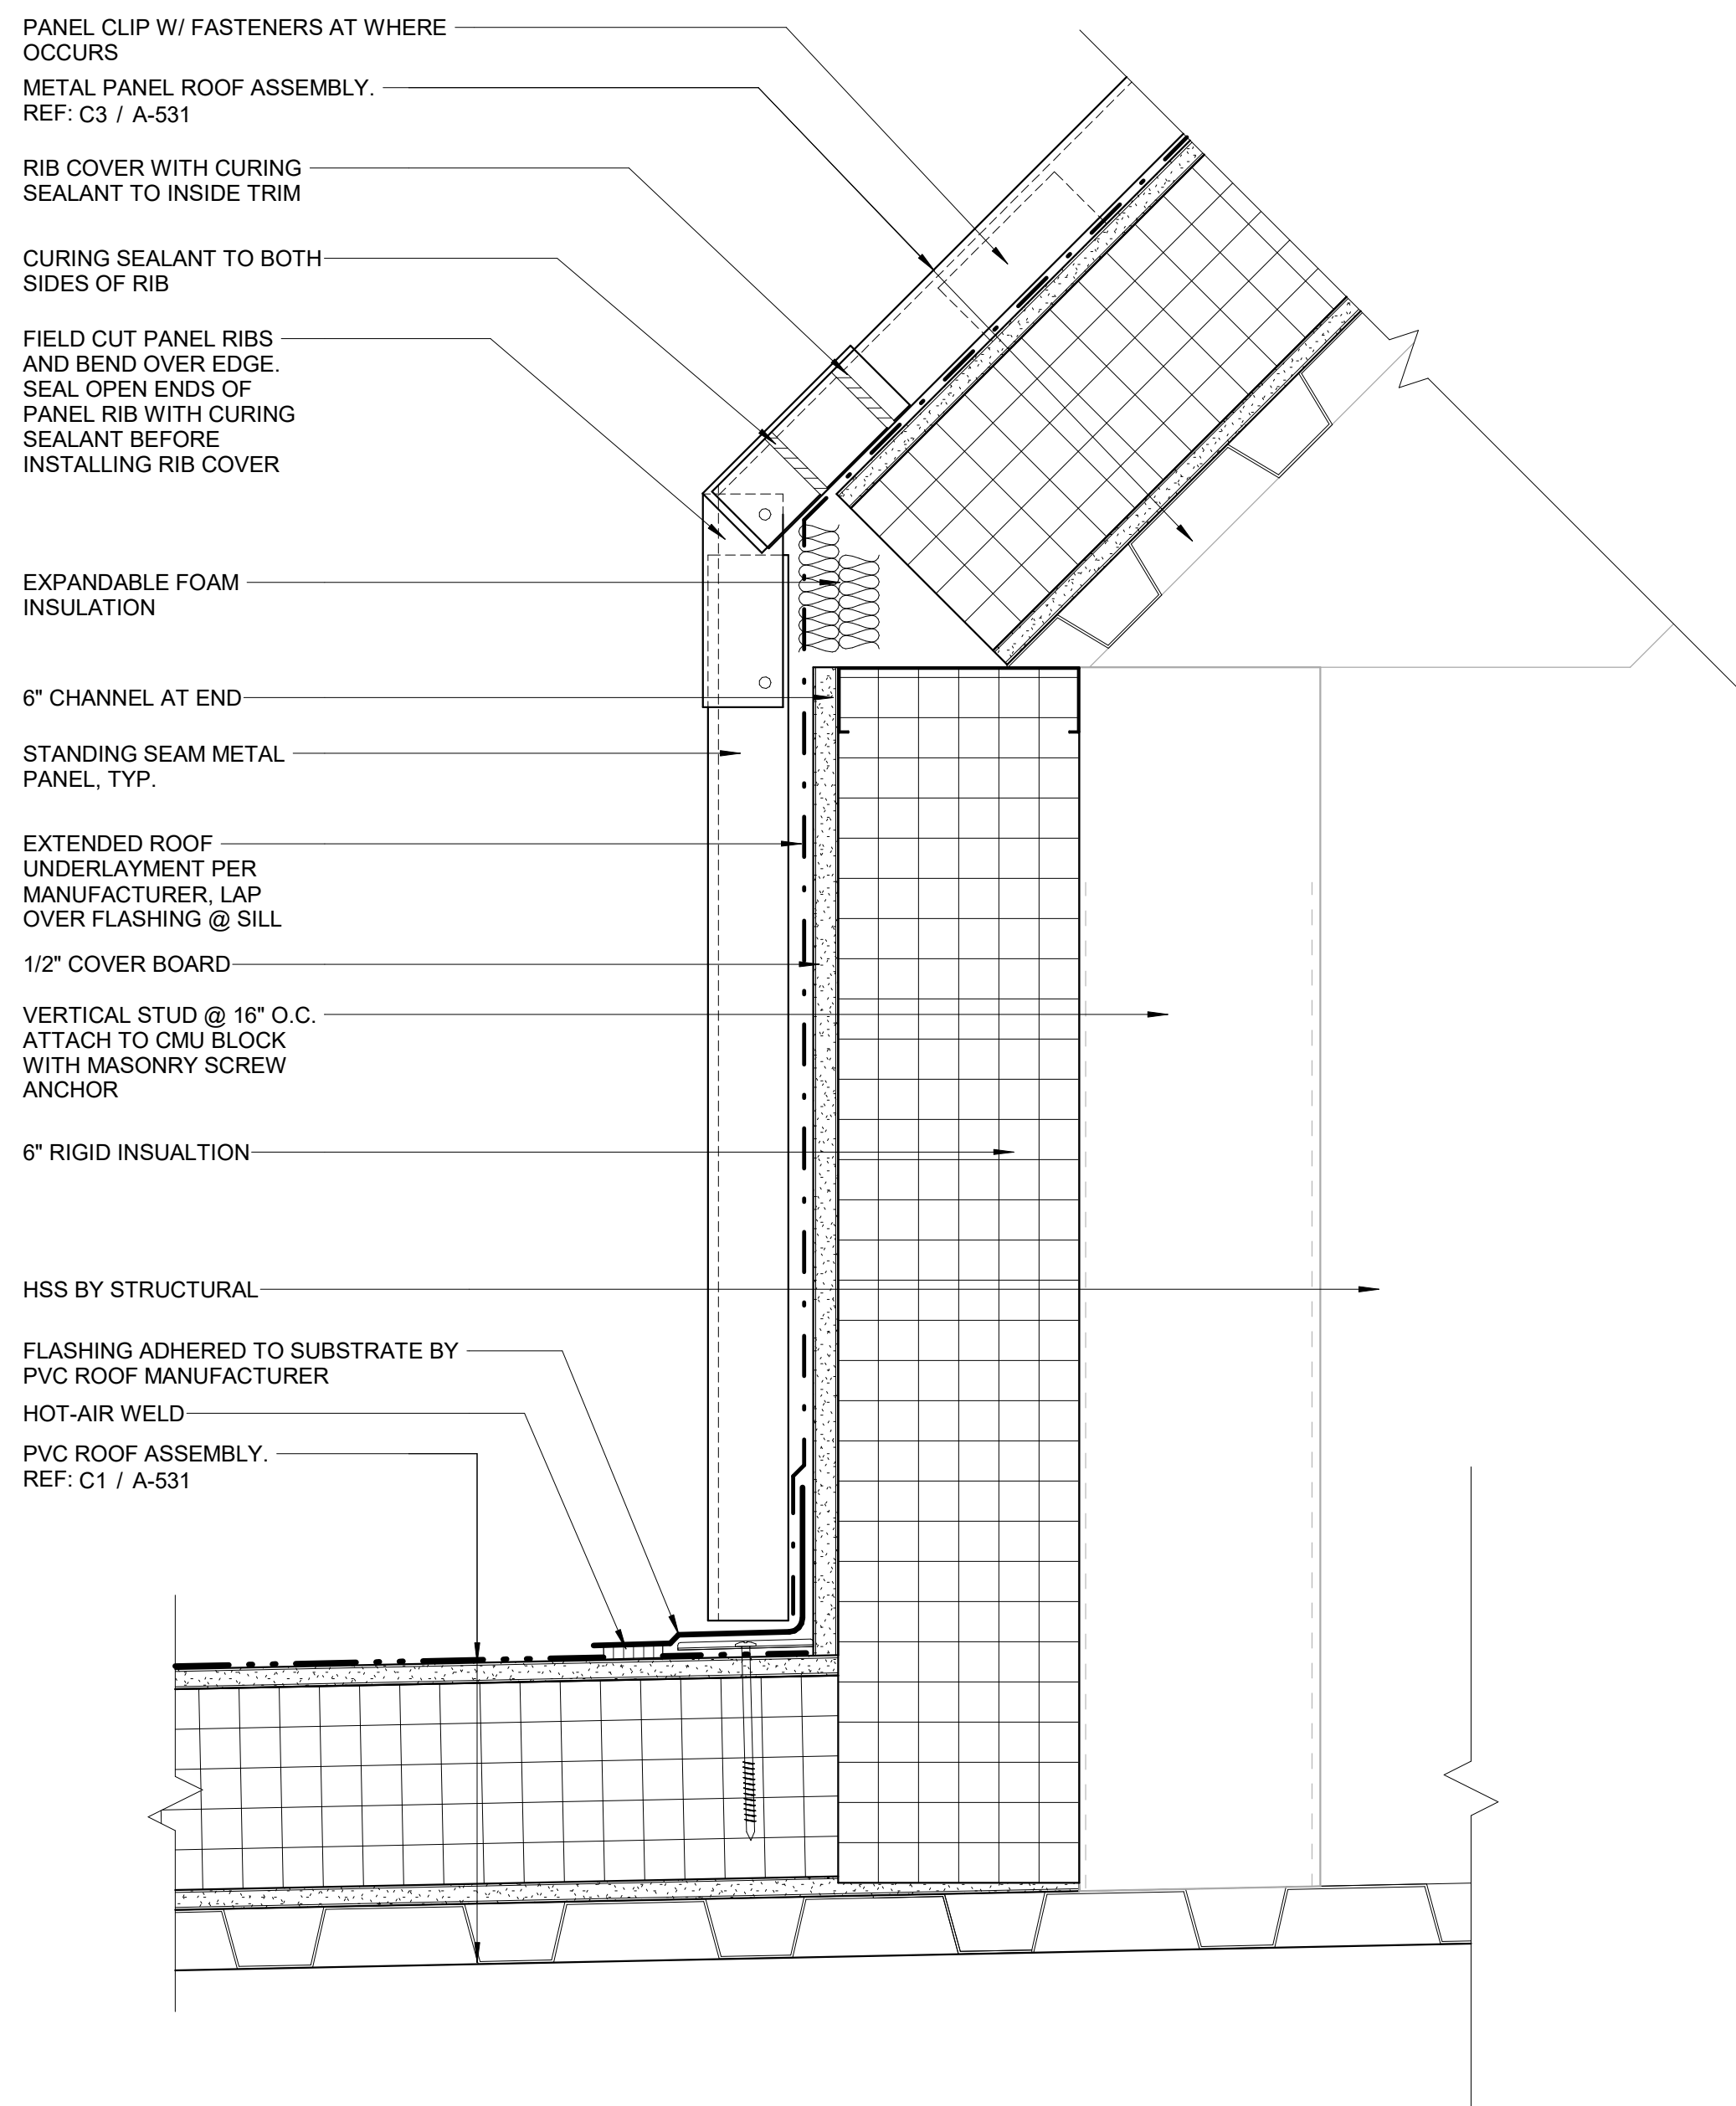 PANEL CLIP W/ FASTENERS AT WHERE
OCCURS
METAL PANEL ROOF ASSEMBLY.
REF: C3 / A-531
RIB COVER WITH CURING
SEALANT TO INSIDE TRIM
CURING SEALANT TO BOTH
SIDES OF RIB
FIELD CUT PANEL RIBS
AND BEND OVER EDGE.
SEAL OPEN ENDS OF
PANEL RIB WITH CURING
SEALANT BEFORE
INSTALLING RIB COVER
EXPANDABLE FOAM
INSULATION
6" CHANNEL AT END
STANDING SEAM METAL
PANEL, TYP.
EXTENDED ROOF
UNDERLAYMENT PER
MANUFACTURER, LAP
OVER FLASHING @ SILL
1/2" COVER BOARD
VERTICAL STUD @ 16" O.C.
ATTACH TO CMU BLOCK
WITH MASONRY SCREW
ANCHOR
6" RIGID INSUALTION
HSS BY STRUCTURAL
FLASHING ADHERED TO SUBSTRATE BY
PVC ROOF MANUFACTURER
HOT-AIR WELD
PVC ROOF ASSEMBLY.
REF: C1 / A-531